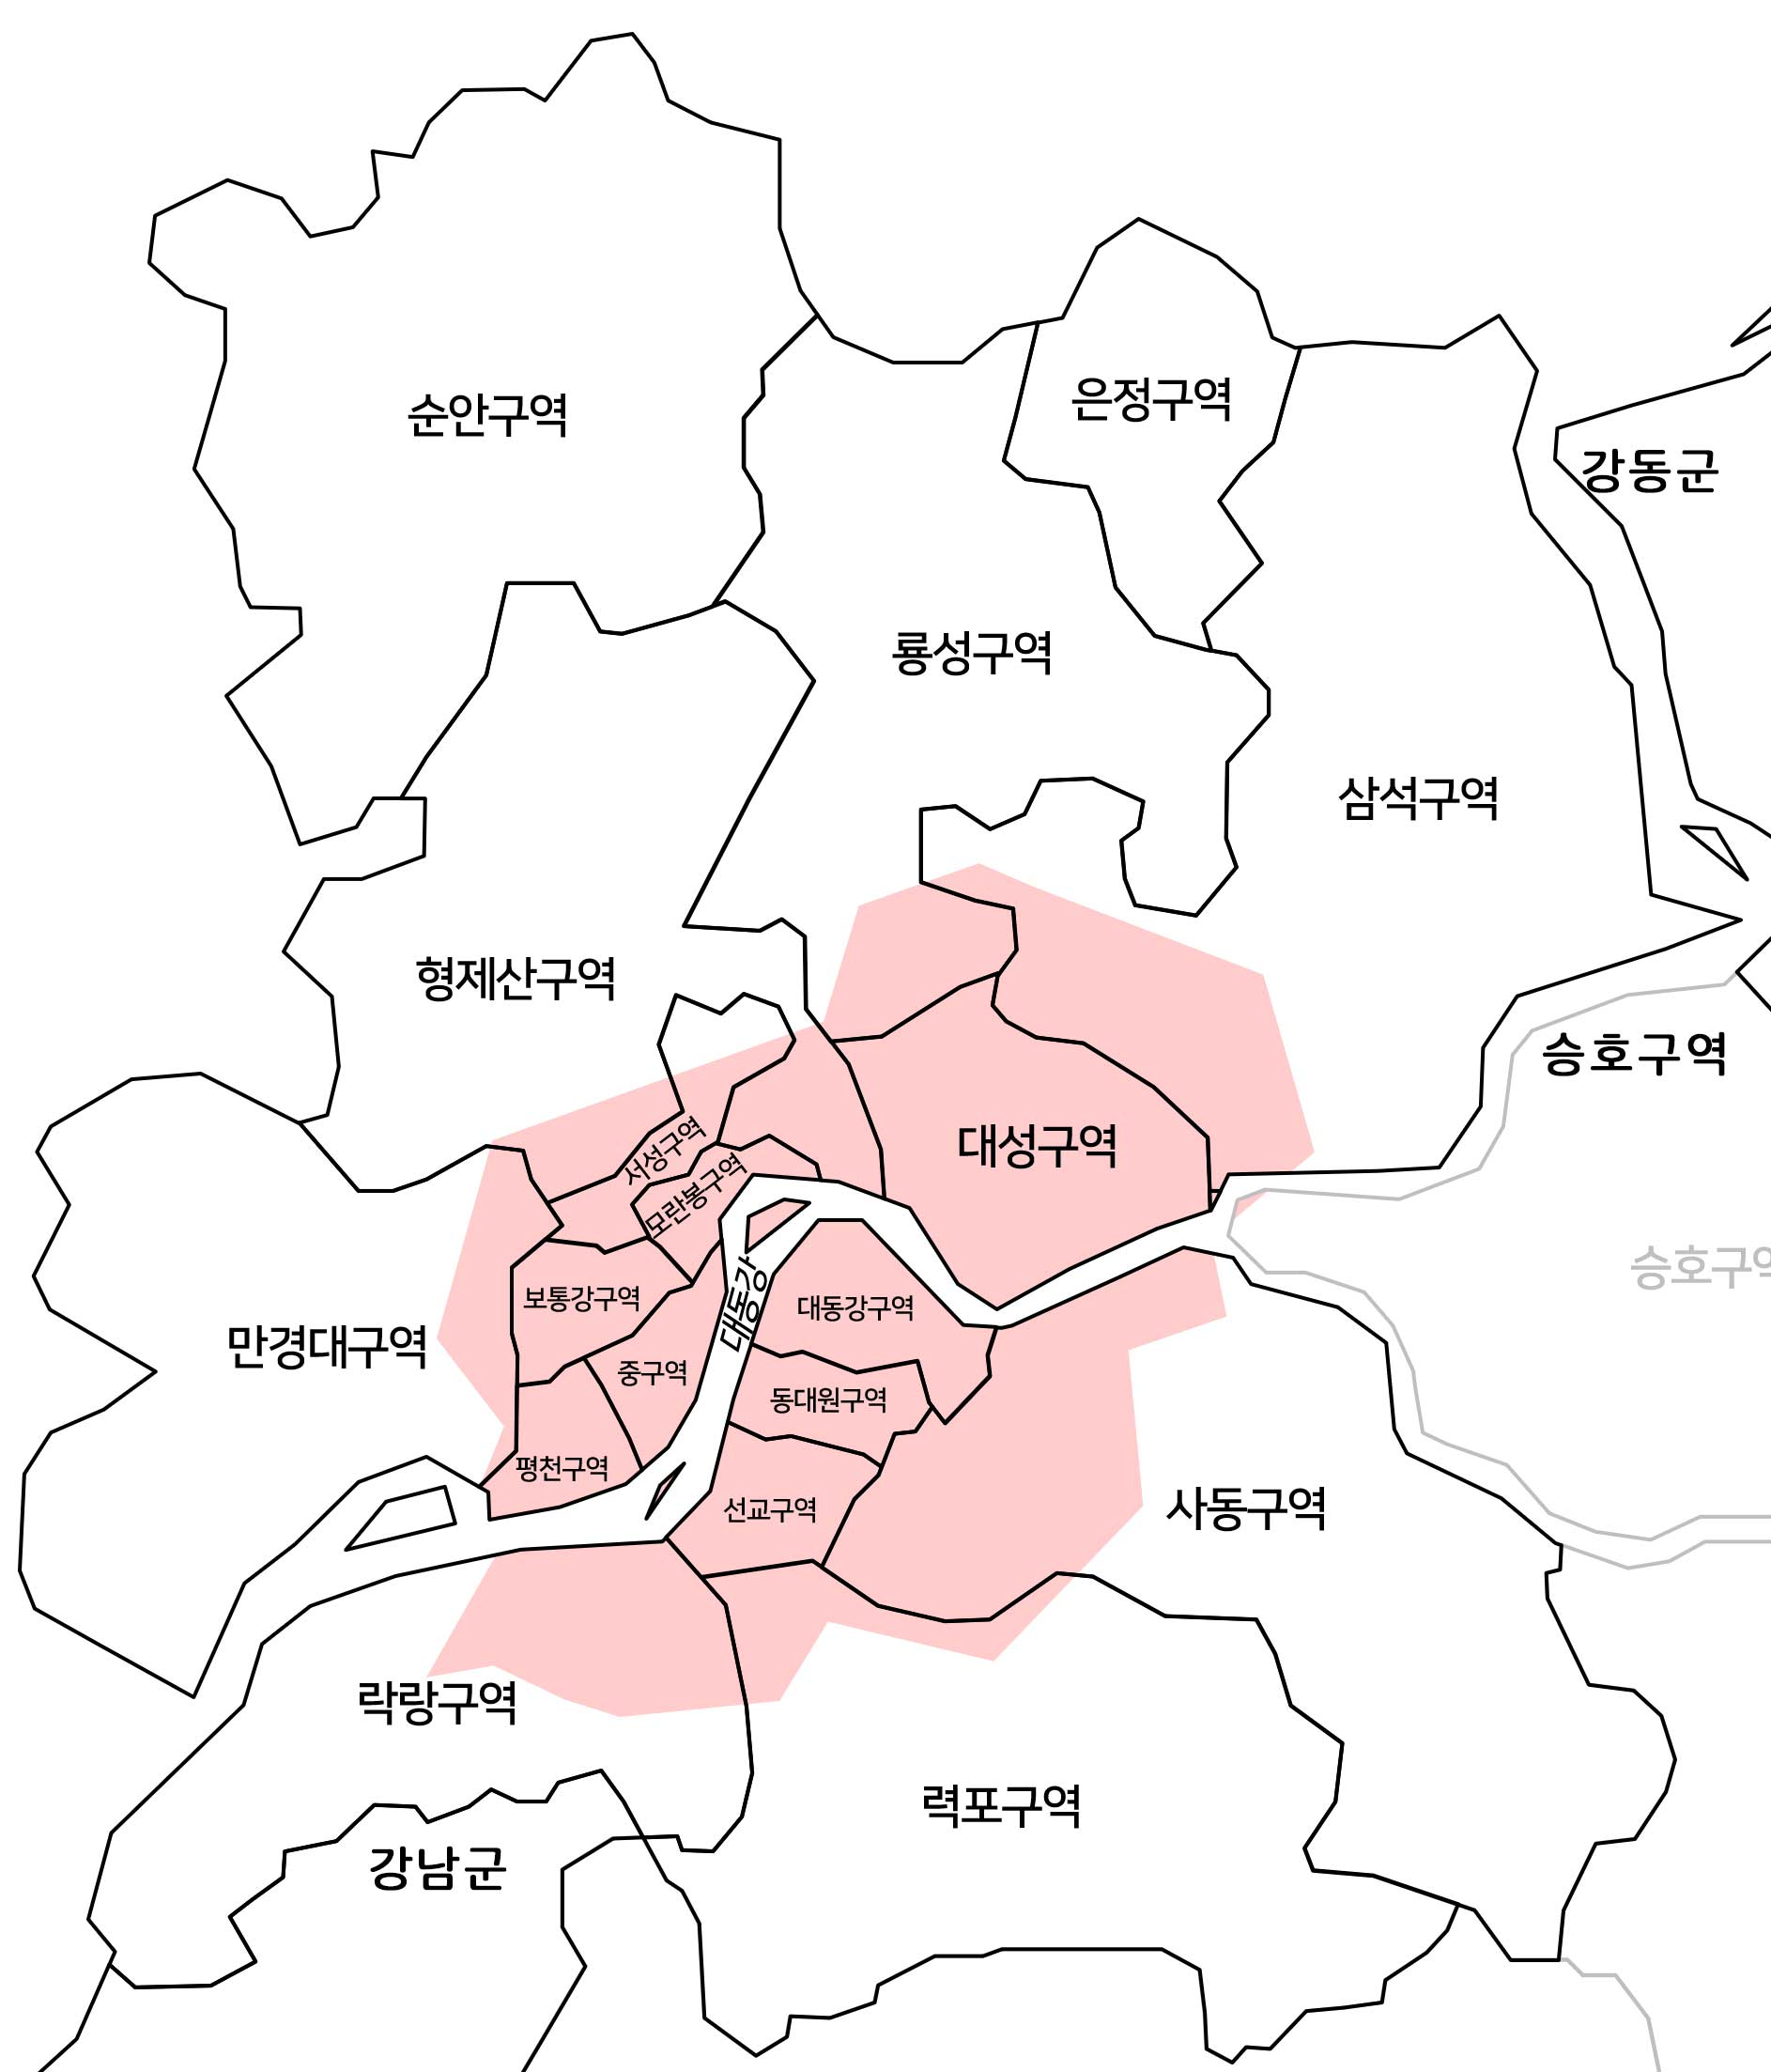 순안구역
은정구역
강동군
룡성구역
삼석구역
형제산구역
승호구역
서성구역
대성구역
모란봉구역
승호구역
보통강구역
대동강
대동강구역
만경대구역
중구역
동대원구역
평천구역
선교구역
사동구역
락랑구역
력포구역
강남군